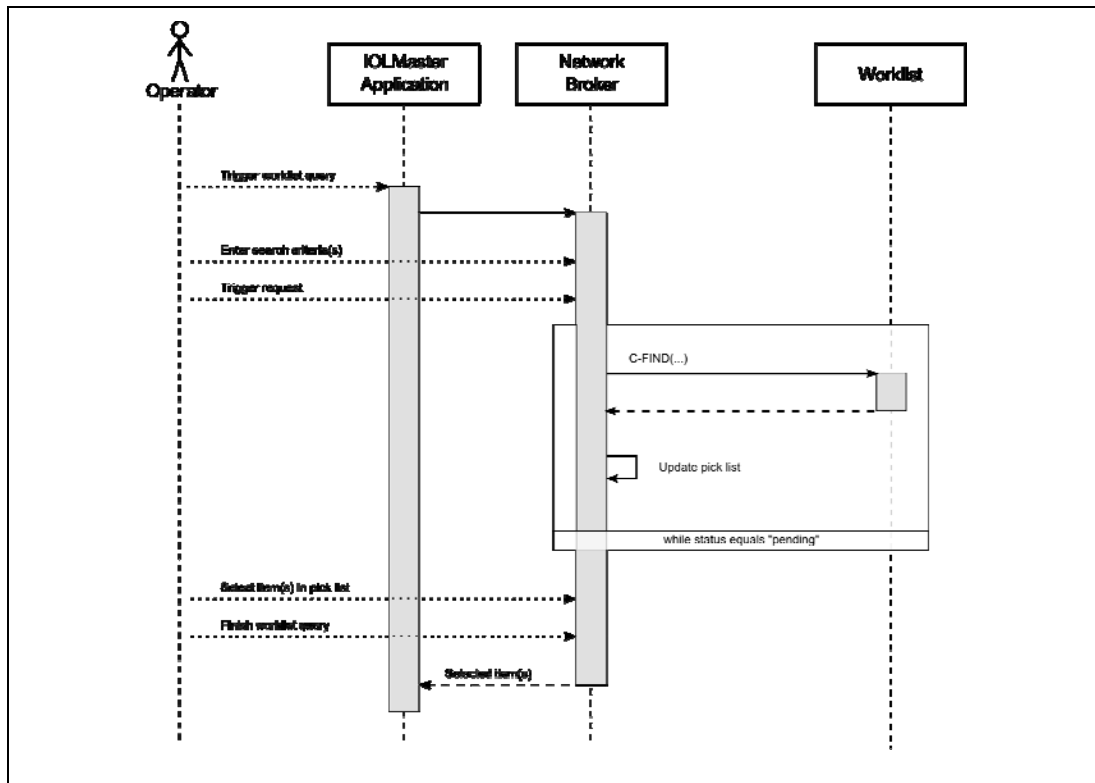 Operator
IOLMaster
Application
Network
Broker
Worklist
Trigger worklist query
Enter search criteria(s)
Trigger request
C-FIND(...)
Update pick list
while status equals "pending"
Select item(s) in pick list
Finish worklist query
Selected item(s)